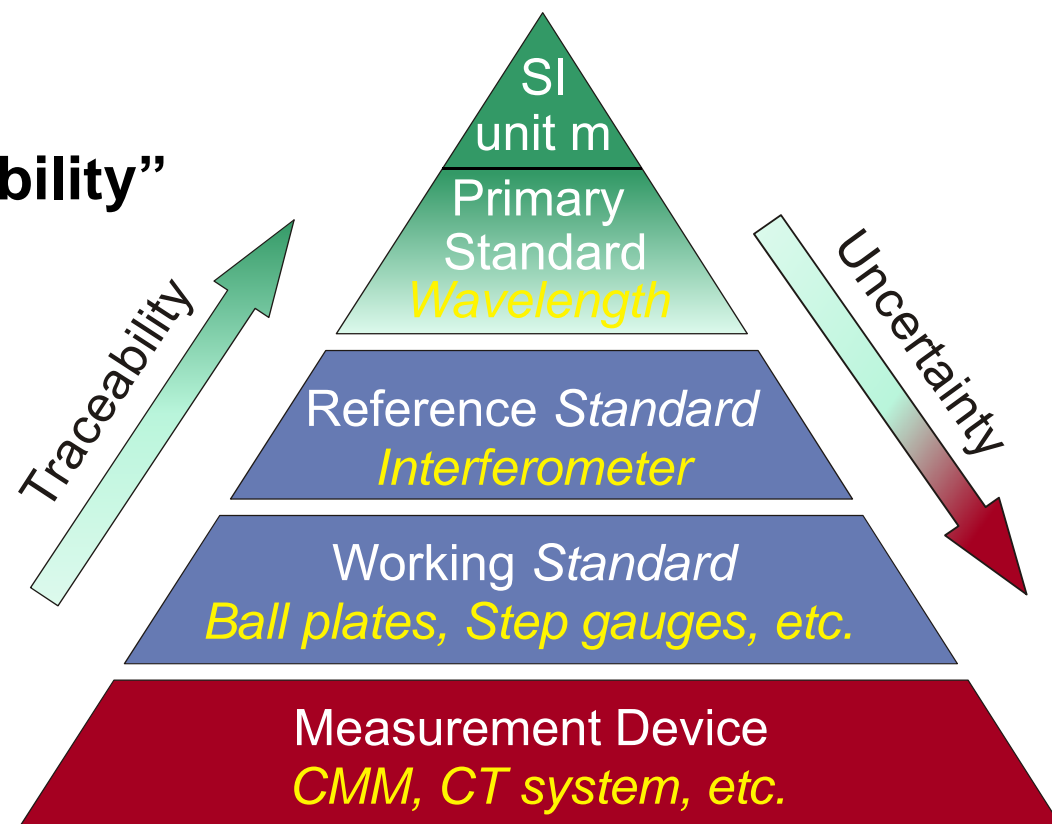 bility”
Traceability
Uncertainty
SI
unit m
Primary
Standard
Wavelength
Reference Standard
Interferometer
Working Standard
Ball plates, Step gauges, etc.
Measurement Device
CMM, CT system, etc.